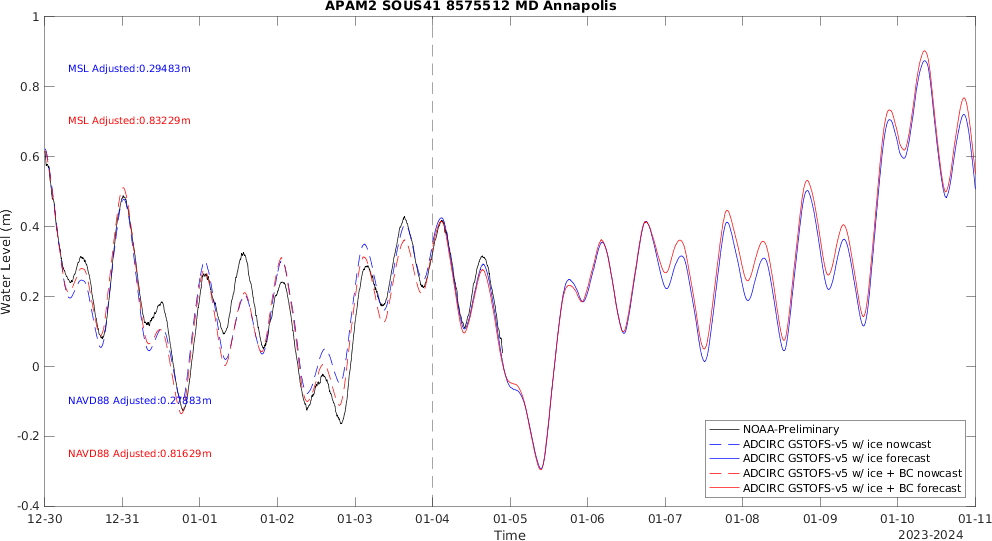 APAM2 SOUS41 8575512 MD Annapolis
1
0.8
0.6
0.4
0.2
0
-0.2
-0.4
Water Level (m)
MSL Adjusted:0.29483m
MSL Adjusted:0.83229m
NAVD88 Adjusted:0.27883m
NAVD88 Adjusted:0.81629m
NOAA-Preliminary
ADCIRC GSTOFS-v5 w/ ice nowcast
ADCIRC GSTOFS-v5 w/ ice forecast
ADCIRC GSTOFS-v5 w/ ice + BC nowcast
ADCIRC GSTOFS-v5 w/ ice + BC forecast
12-30 12-31 01-01 01-02 01-03 01-04 01-05 01-06 01-07 01-08 01-09 01-10 01-11
Time
2023-2024